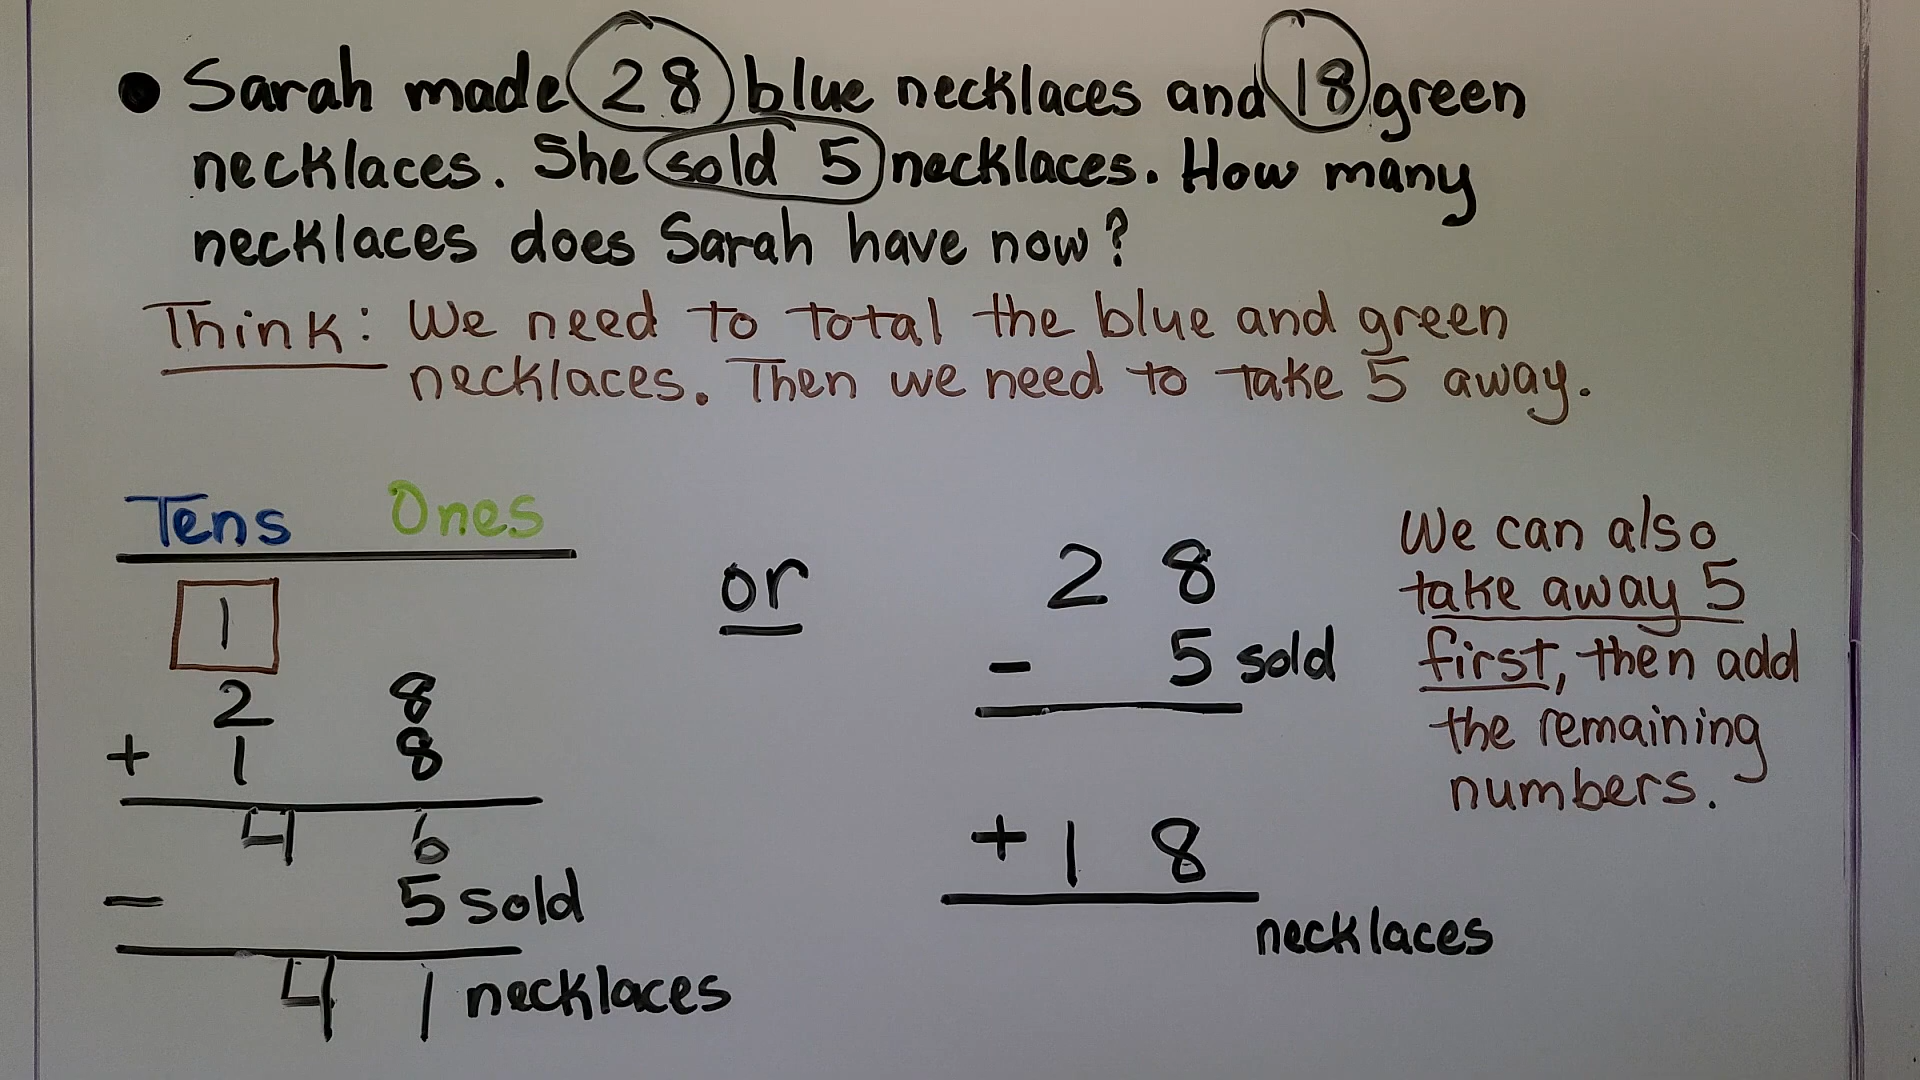 • Sarah made 28 blue necklaces and 18 green
necklaces. She sold 5 necklaces. How many
necklaces does Sarah have now?
Think: We need to total the blue and green
necklaces. Then we need to take 5 away.
Tens Ones
1
2 8
+ 1 8
4 6
- 5 sold
4 1 necklaces
or
2 8
- 5 sold
+ 1 8
necklaces
We can also
take away 5
first, then add
the remaining
numbers.